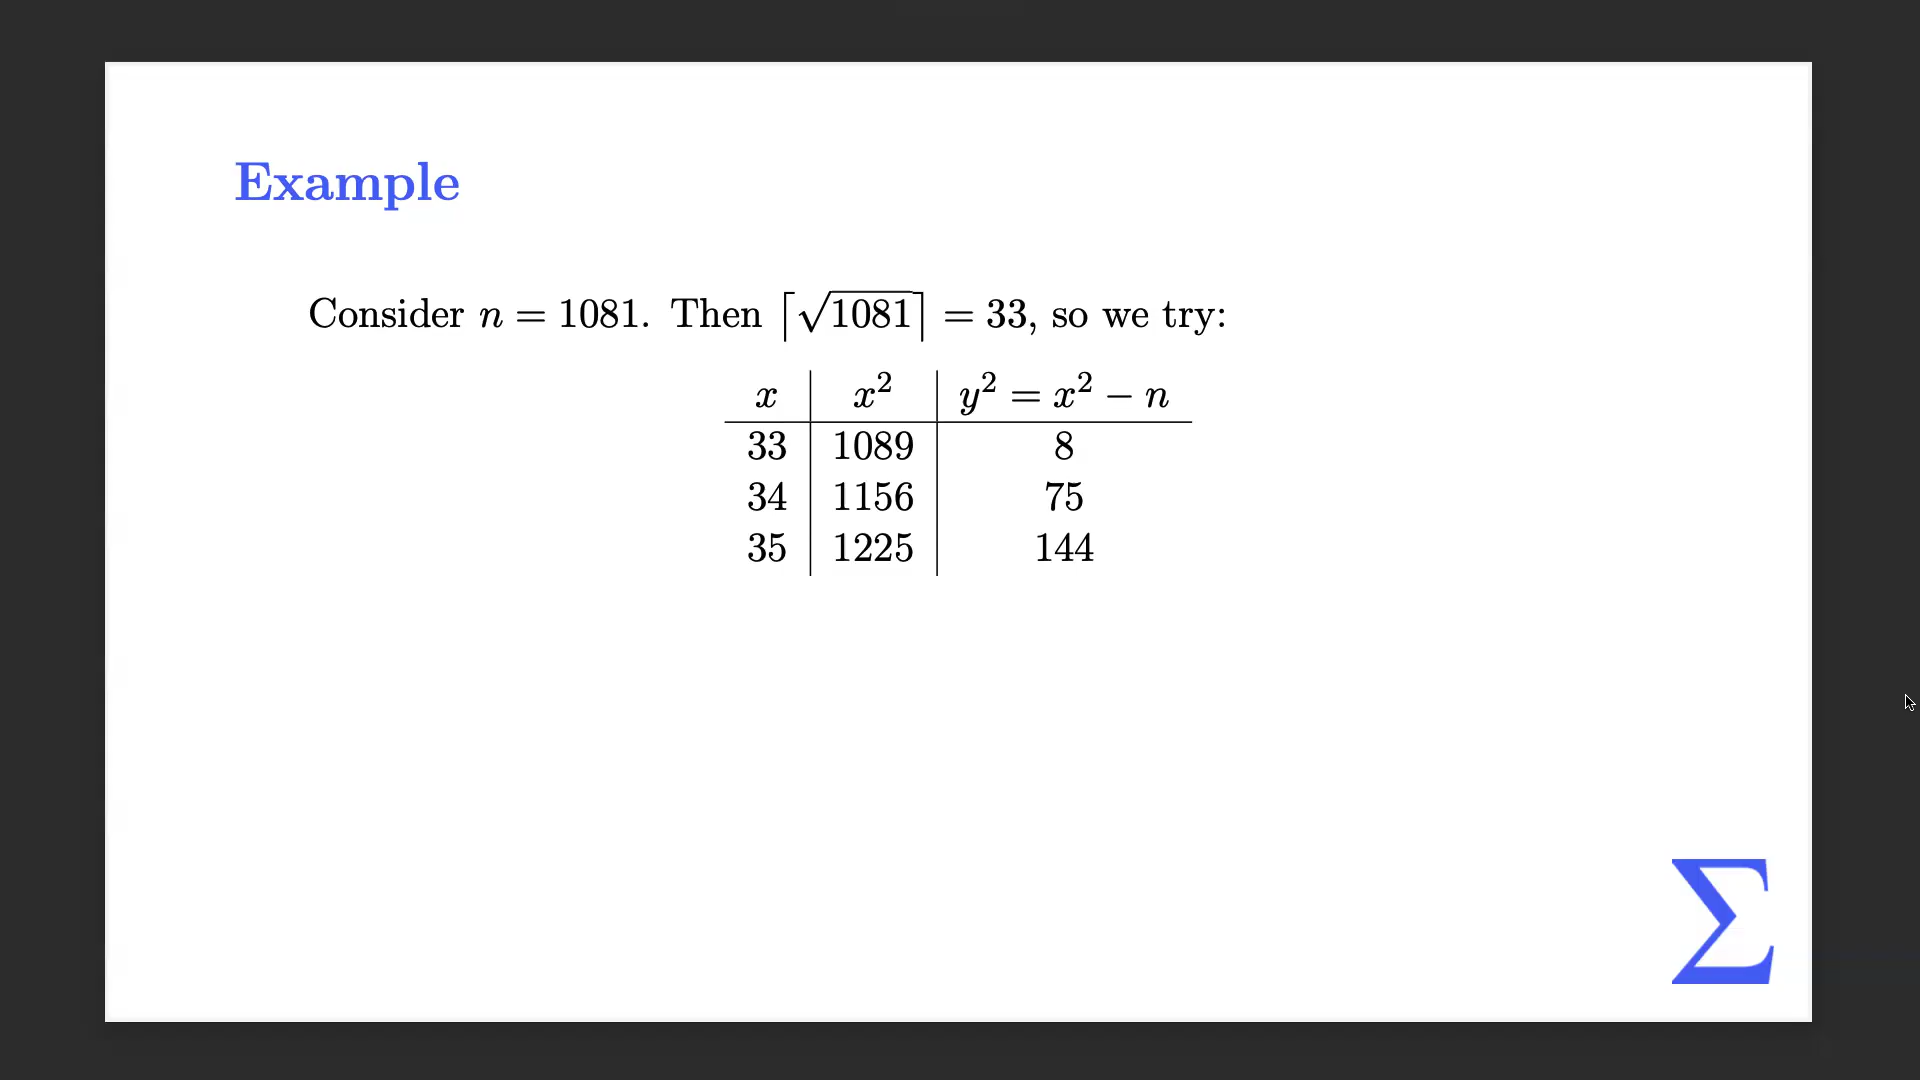 Example
Consider n = 1081. Then ⌈√1081⌉ = 33, so we try:
x x² y² = x² − n
33 1089 8
34 1156 75
35 1225 144
Σ